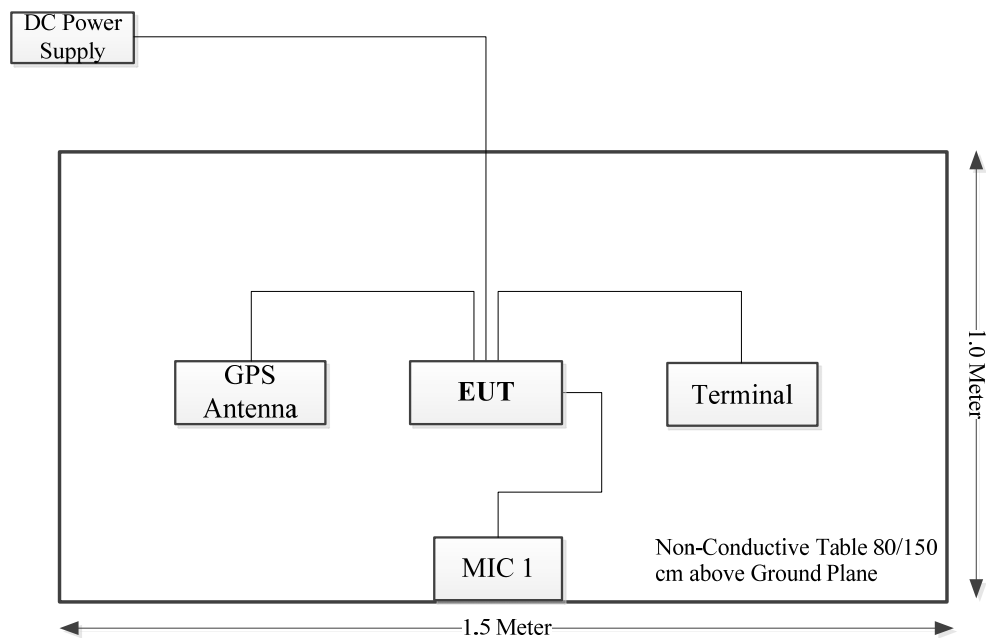 DC Power
Supply
GPS
Antenna
EUT
Terminal
1.0 Meter
MIC 1
Non-Conductive Table 80/150
cm above Ground Plane
1.5 Meter